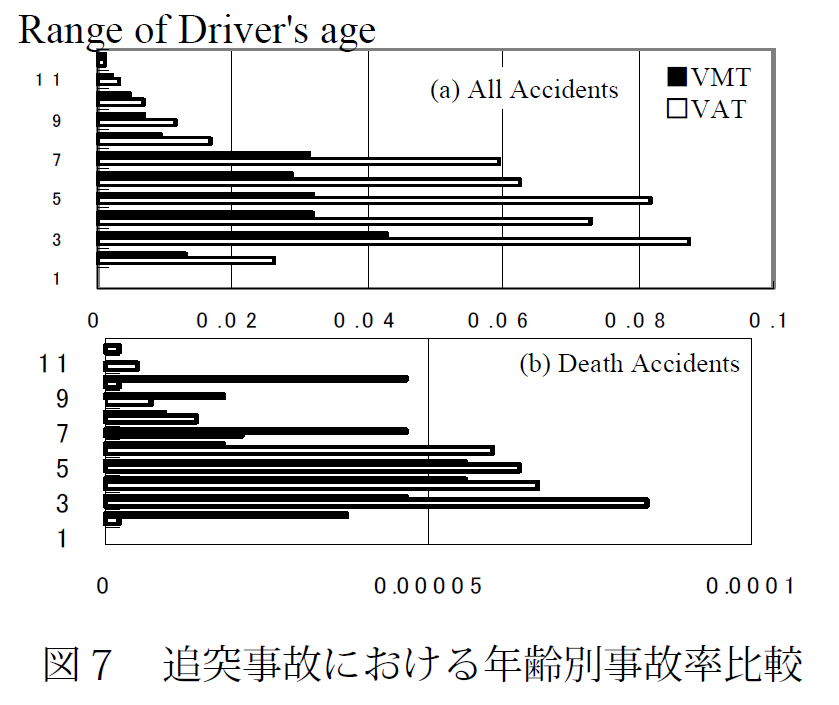 Range of Driver's age
(a) All Accidents
■VMT
□VAT
11
9
7
5
3
1
0 0.02 0.04 0.06 0.08 0.1
(b) Death Accidents
11
9
7
5
3
1
0 0.00005 0.0001
図７　追突事故における年齢別事故率比較